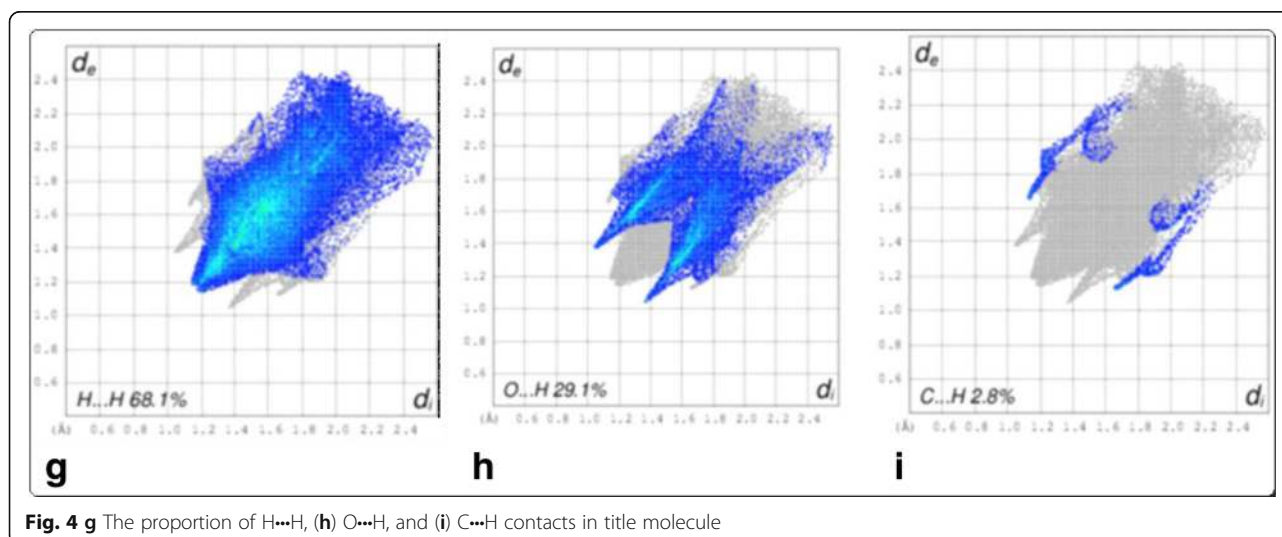 dₑ
2.4
2.2
2.0
1.8
1.6
1.4
1.2
1.0
0.8
0.6
H...H 68.1%
dᵢ
(Å) 0.6 0.8 1.0 1.2 1.4 1.6 1.8 2.0 2.2 2.4
g
dₑ
2.4
2.2
2.0
1.8
1.6
1.4
1.2
1.0
0.8
0.6
O...H 29.1%
dᵢ
(Å) 0.6 0.8 1.0 1.2 1.4 1.6 1.8 2.0 2.2 2.4
h
dₑ
2.4
2.2
2.0
1.8
1.6
1.4
1.2
1.0
0.8
0.6
C...H 2.8%
dᵢ
(Å) 0.6 0.8 1.0 1.2 1.4 1.6 1.8 2.0 2.2 2.4
i
Fig. 4 g The proportion of H•••H, (h) O•••H, and (i) C•••H contacts in title molecule